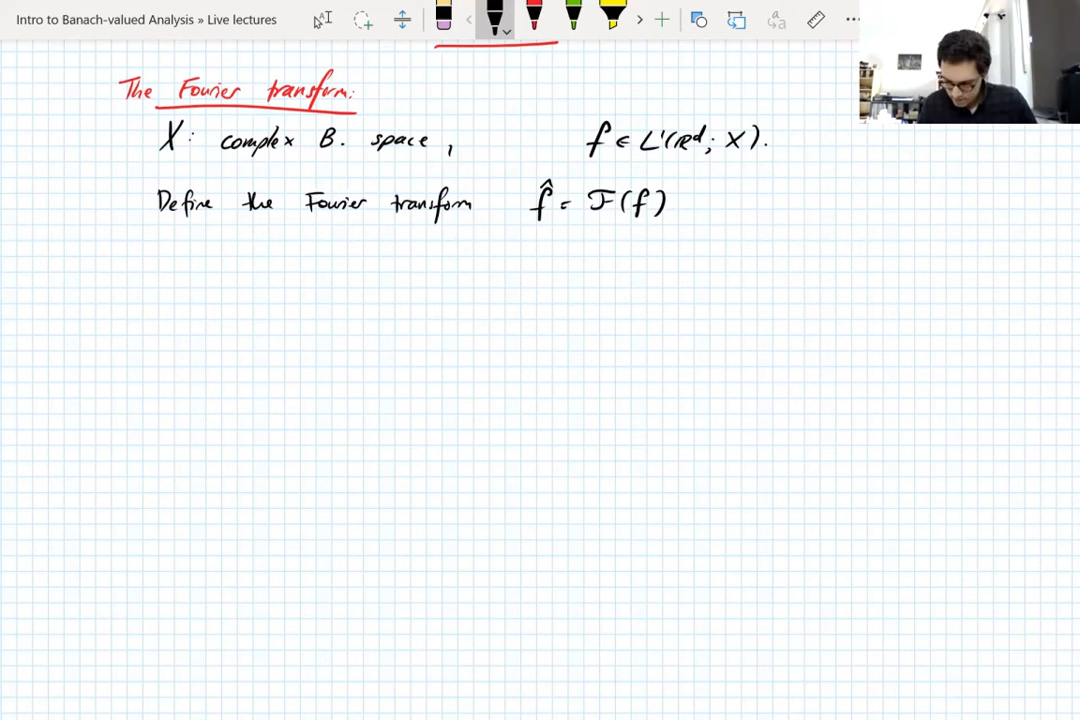 Intro to Banach-valued Analysis » Live lectures
The Fourier transform:
X: complex B. space, f ∈ L¹(ℝᵈ; X).
Define the Fourier transform f̂ = ℱ(f)